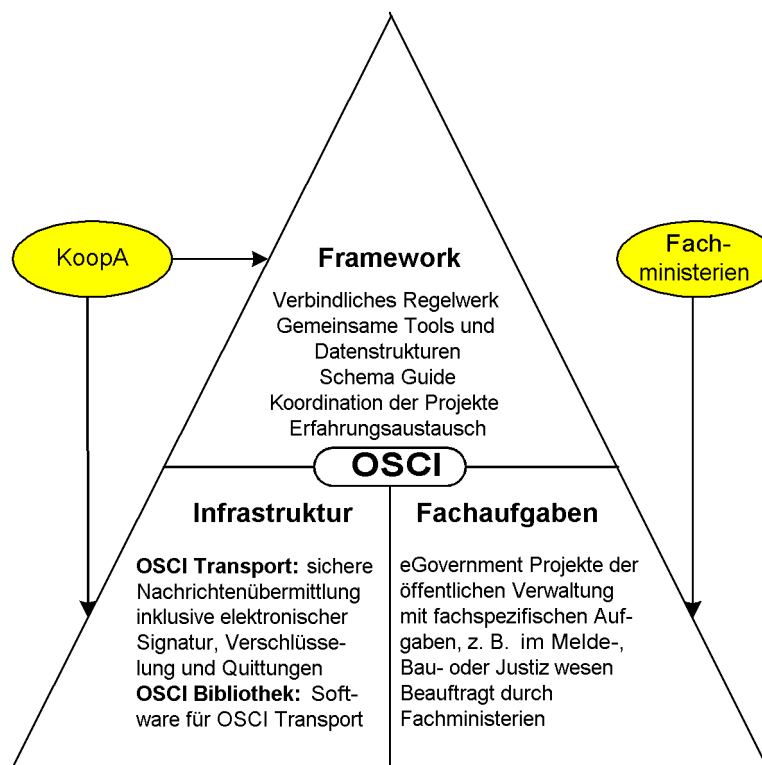 KoopA
Fach-
ministerien
Framework
Verbindliches Regelwerk
Gemeinsame Tools und
Datenstrukturen
Schema Guide
Koordination der Projekte
Erfahrungsaustausch
OSCI
Infrastruktur
OSCI Transport: sichere
Nachrichtenübermittlung
inklusive elektronischer
Signatur, Verschlüsse-
lung und Quittungen
OSCI Bibliothek: Soft-
ware für OSCI Transport
Fachaufgaben
eGovernment Projekte der
öffentlichen Verwaltung
mit fachspezifischen Auf-
gaben, z. B. im Melde-,
Bau- oder Justiz wesen
Beauftragt durch
Fachministerien